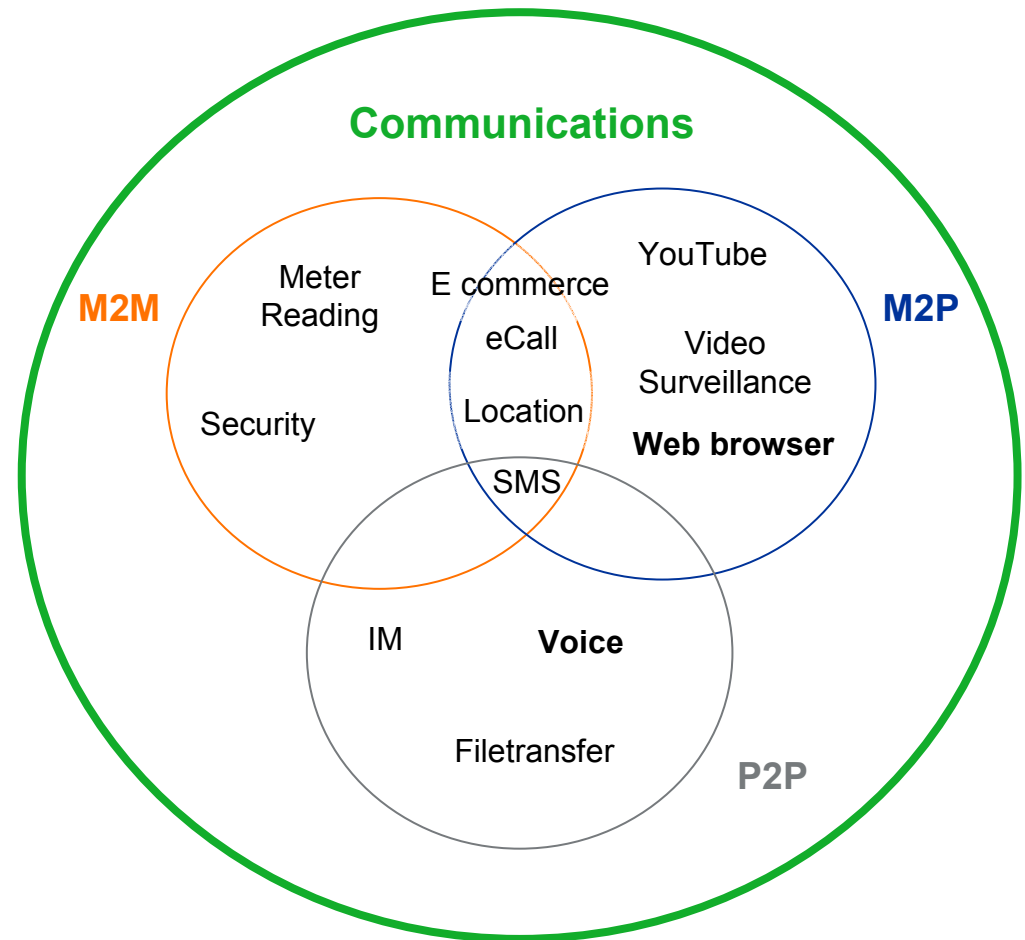 Communications
M2M
Meter
Reading
Security
E commerce
eCall
Location
SMS
YouTube
Video
Surveillance
Web browser
M2P
IM
Voice
Filetransfer
P2P